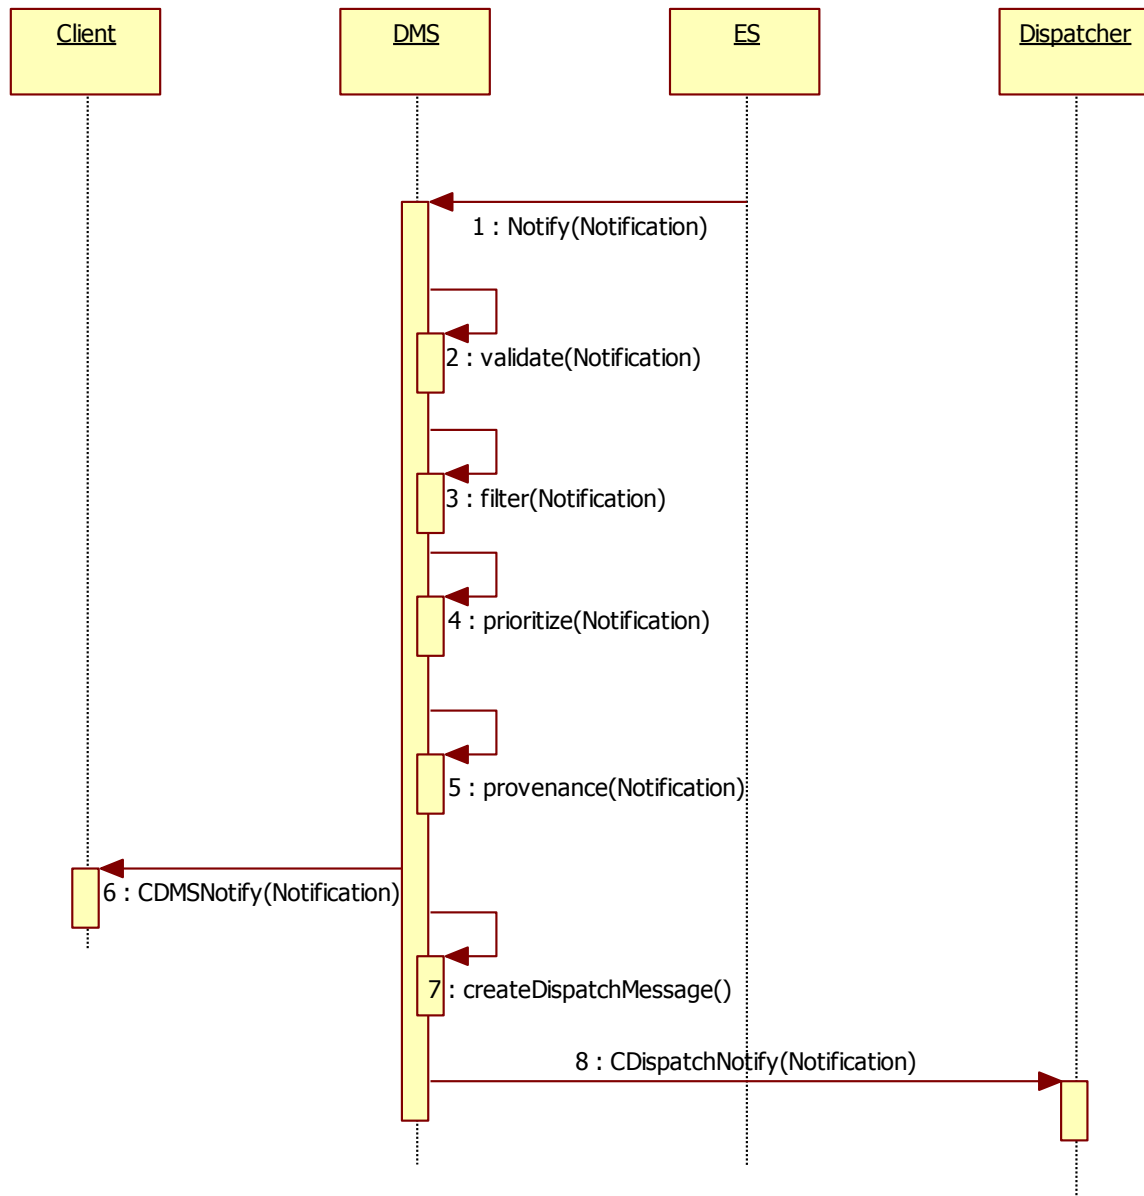 Client
DMS
ES
Dispatcher
1 : Notify(Notification)
2 : validate(Notification)
3 : filter(Notification)
4 : prioritize(Notification)
5 : provenance(Notification)
6 : CDMSNotify(Notification)
7 : createDispatchMessage()
8 : CDispatchNotify(Notification)